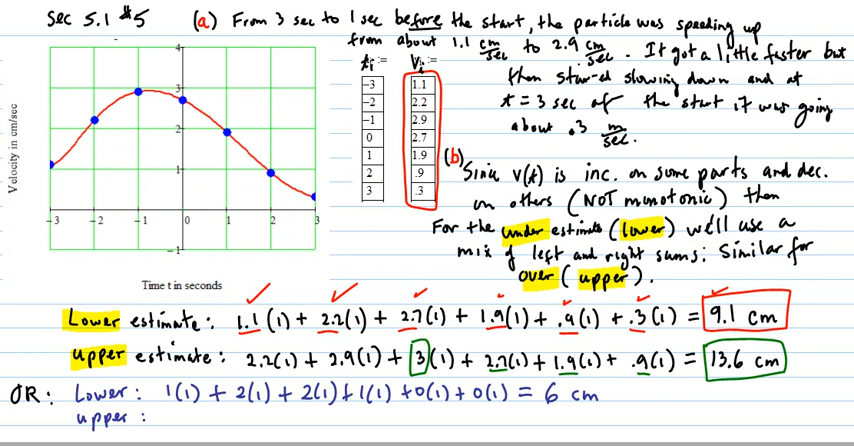 Sec 5.1 #5
(a) From 3 sec to 1 sec before the start, the particle was speeding up
from about 1.1 cm/sec to 2.9 cm/sec. It got a little faster but
then started slowing down and at
t = 3 sec of the start it was going
about .3 m/sec.
4
3
2
1
-1
-3 -2 -1 0 1 2 3
Velocity in cm/sec
Time t in seconds
ti := Vi :=
-3 1.1
-2 2.2
-1 2.9
0 2.7
1 1.9
2 .9
3 .3
(b) Since v(t) is inc. on some parts and dec.
on others (NOT monotonic) then
For the under estimate (lower) we'll use a
mix of left and right sums; Similar for
over (upper).
Lower estimate: 1.1(1) + 2.2(1) + 2.7(1) + 1.9(1) + .9(1) + .3(1) = 9.1 cm
upper estimate: 2.2(1) + 2.9(1) + 3(1) + 2.7(1) + 1.9(1) + .9(1) = 13.6 cm
OR: Lower: 1(1) + 2(1) + 2(1) + 1(1) + 0(1) + 0(1) = 6 cm
upper: